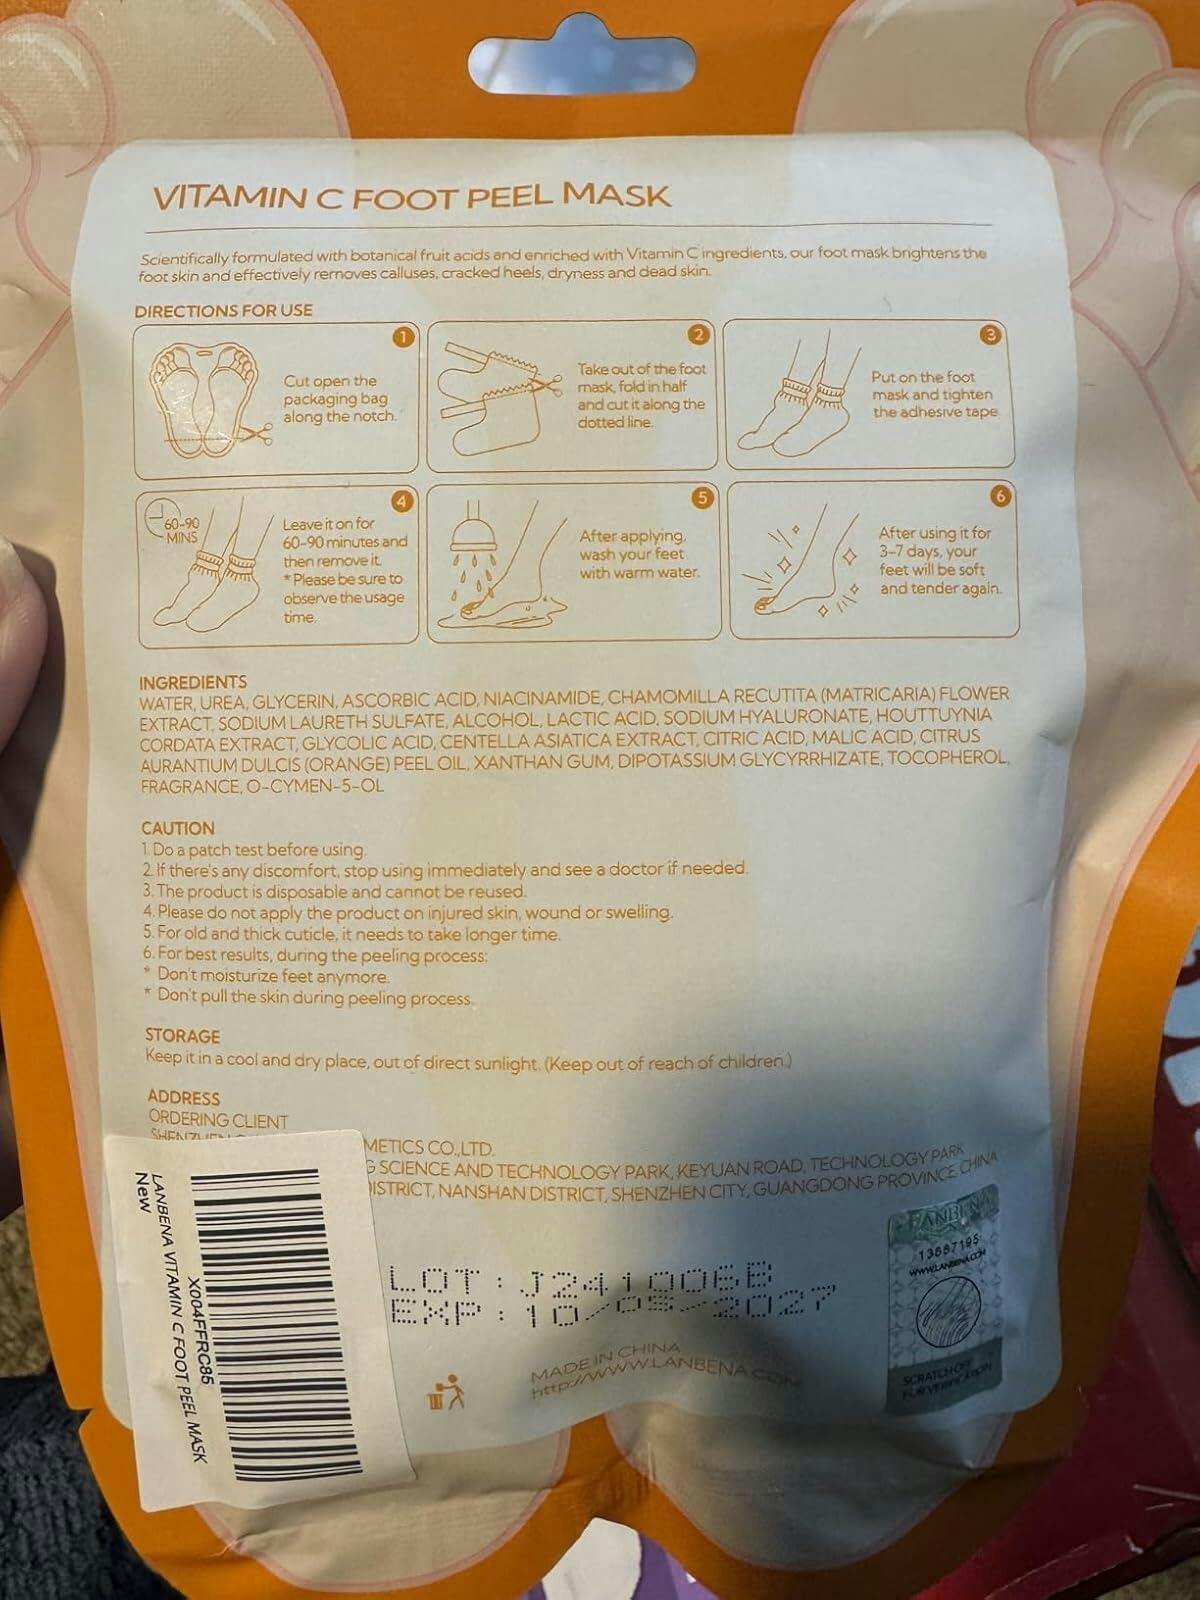 VITAMIN C FOOT PEEL MASK
Scientifically formulated with botanical fruit acids and enriched with Vitamin C ingredients, our foot mask brightens the
foot skin and effectively removes calluses, cracked heels, dryness and dead skin.
DIRECTIONS FOR USE
1
Cut open the
packaging bag
along the notch.
2
Take out of the foot
mask, fold in half
and cut it along the
dotted line.
3
Put on the foot
mask and tighten
the adhesive tape
4
60-90
MINS
Leave it on for
60-90 minutes and
then remove it.
* Please be sure to
observe the usage
time.
5
After applying,
wash your feet
with warm water.
6
After using it for
3-7 days, your
feet will be soft
and tender again.
INGREDIENTS
WATER, UREA, GLYCERIN, ASCORBIC ACID, NIACINAMIDE, CHAMOMILLA RECUTITA (MATRICARIA) FLOWER
EXTRACT, SODIUM LAURETH SULFATE, ALCOHOL, LACTIC ACID, SODIUM HYALURONATE, HOUTTUYNIA
CORDATA EXTRACT, GLYCOLIC ACID, CENTELLA ASIATICA EXTRACT, CITRIC ACID, MALIC ACID, CITRUS
AURANTIUM DULCIS (ORANGE) PEEL OIL, XANTHAN GUM, DIPOTASSIUM GLYCYRRHIZATE, TOCOPHEROL,
FRAGRANCE, O-CYMEN-5-OL
CAUTION
1. Do a patch test before using.
2. If there's any discomfort, stop using immediately and see a doctor if needed.
3. The product is disposable and cannot be reused.
4. Please do not apply the product on injured skin, wound or swelling.
5. For old and thick cuticle, it needs to take longer time.
6. For best results, during the peeling process:
* Don't moisturize feet anymore.
* Don't pull the skin during peeling process.
STORAGE
Keep it in a cool and dry place, out of direct sunlight. (Keep out of reach of children.)
ADDRESS
ORDERING CLIENT
METICS CO.,LTD.
G SCIENCE AND TECHNOLOGY PARK, KEYUAN ROAD, TECHNOLOGY PARK
DISTRICT, NANSHAN DISTRICT, SHENZHEN CITY, GUANGDONG PROVINCE, CHINA
X004FFRC85
LANBENA VITAMIN C FOOT PEEL MASK
New
LOT: J2411006B
EXP: 10/09/2027
MADE IN CHINA
http://WWW.LANBENA.COM
LANBENA
13687195
WWW.LANBENA.COM
SCRATCH OFF
FOR VERIFICATION